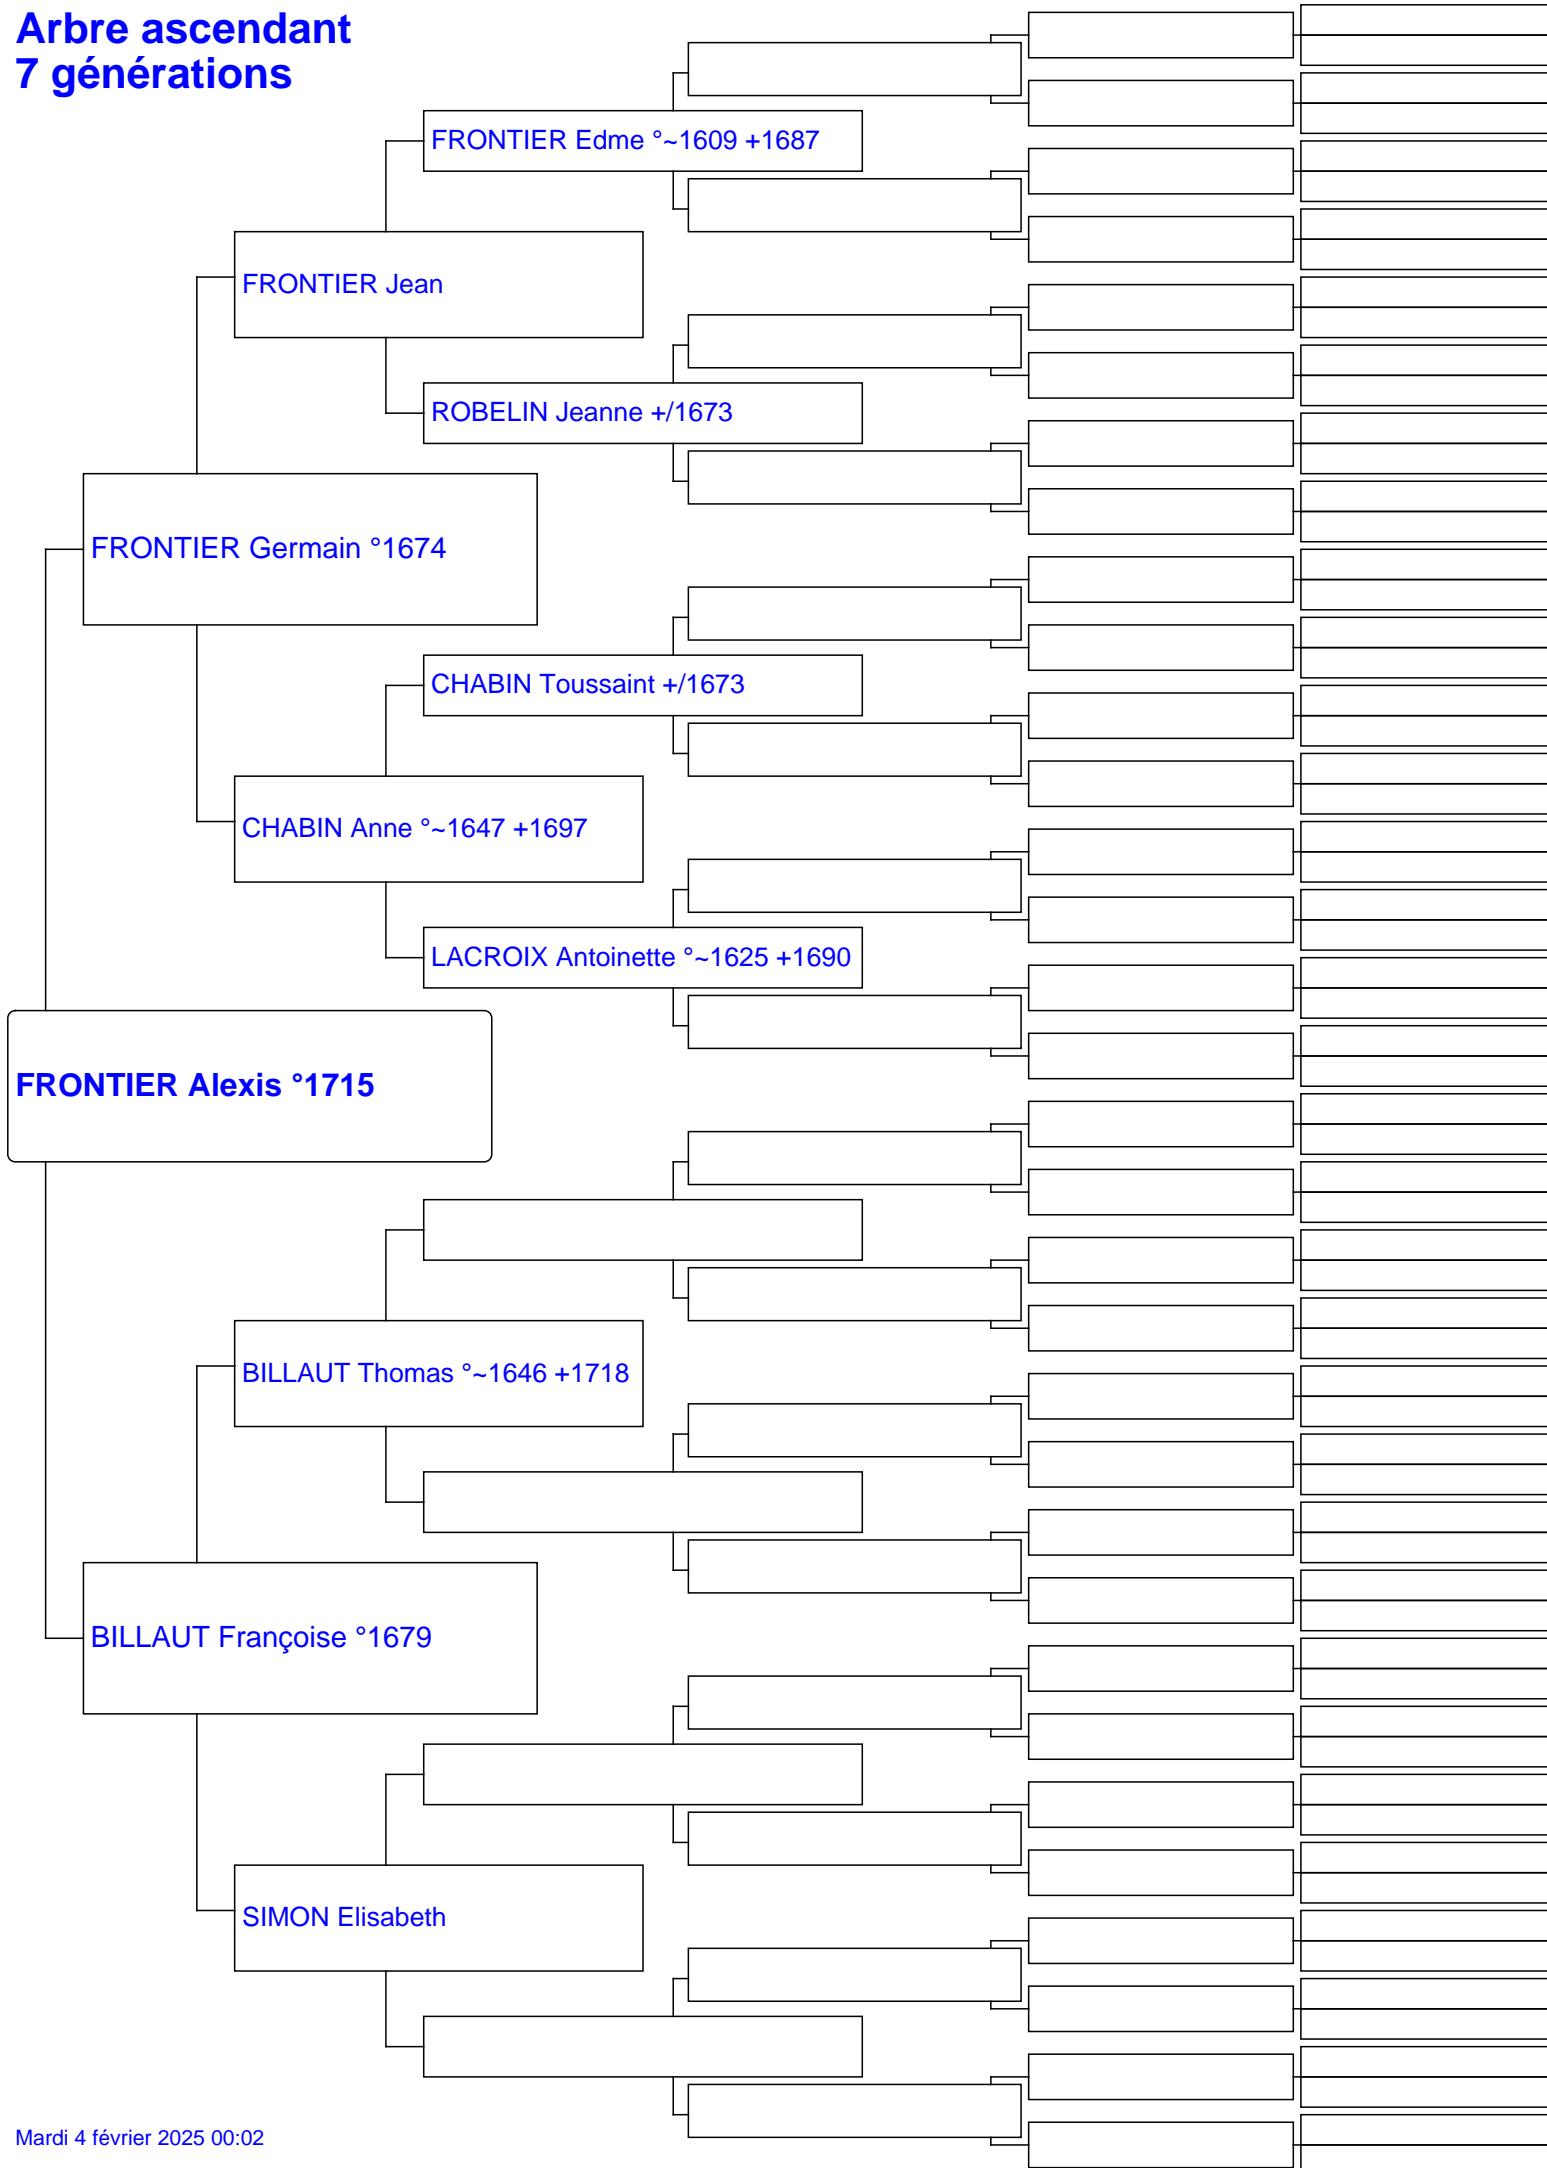 Arbre ascendant
7 générations
FRONTIER Edme °~1609 +1687
FRONTIER Jean
ROBELIN Jeanne +/1673
FRONTIER Germain °1674
CHABIN Toussaint +/1673
CHABIN Anne °~1647 +1697
LACROIX Antoinette °~1625 +1690
FRONTIER Alexis °1715
BILLAUT Thomas °~1646 +1718
BILLAUT Françoise °1679
SIMON Elisabeth
Mardi 4 février 2025 00:02